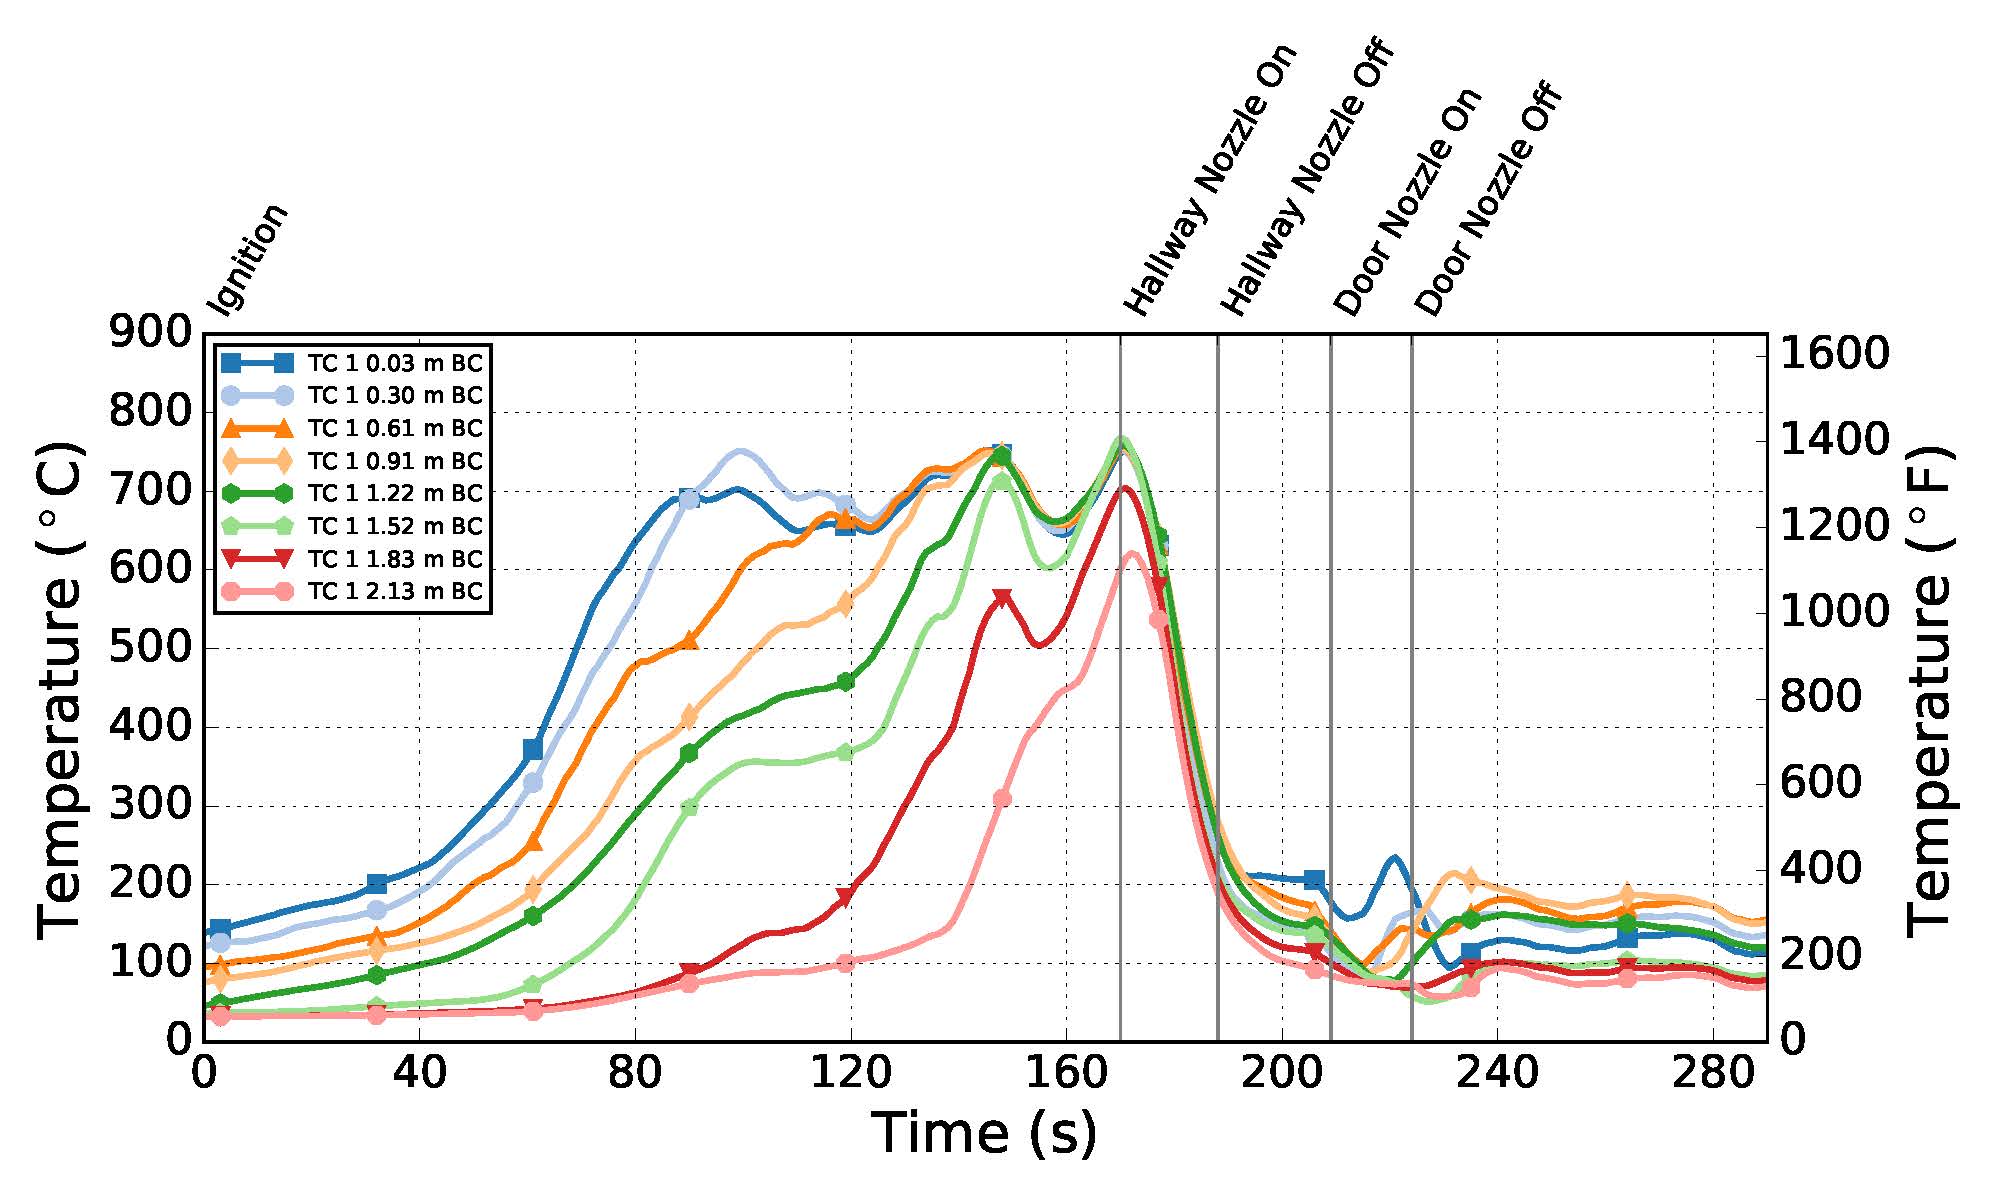 Ignition
Hallway Nozzle On
Hallway Nozzle Off
Door Nozzle On
Door Nozzle Off
900
800
700
600
500
400
300
200
100
0
Temperature (°C)
TC 1 0.03 m BC
TC 1 0.30 m BC
TC 1 0.61 m BC
TC 1 0.91 m BC
TC 1 1.22 m BC
TC 1 1.52 m BC
TC 1 1.83 m BC
TC 1 2.13 m BC
1600
1400
1200
1000
800
600
400
200
0
Temperature (°F)
0 40 80 120 160 200 240 280
Time (s)